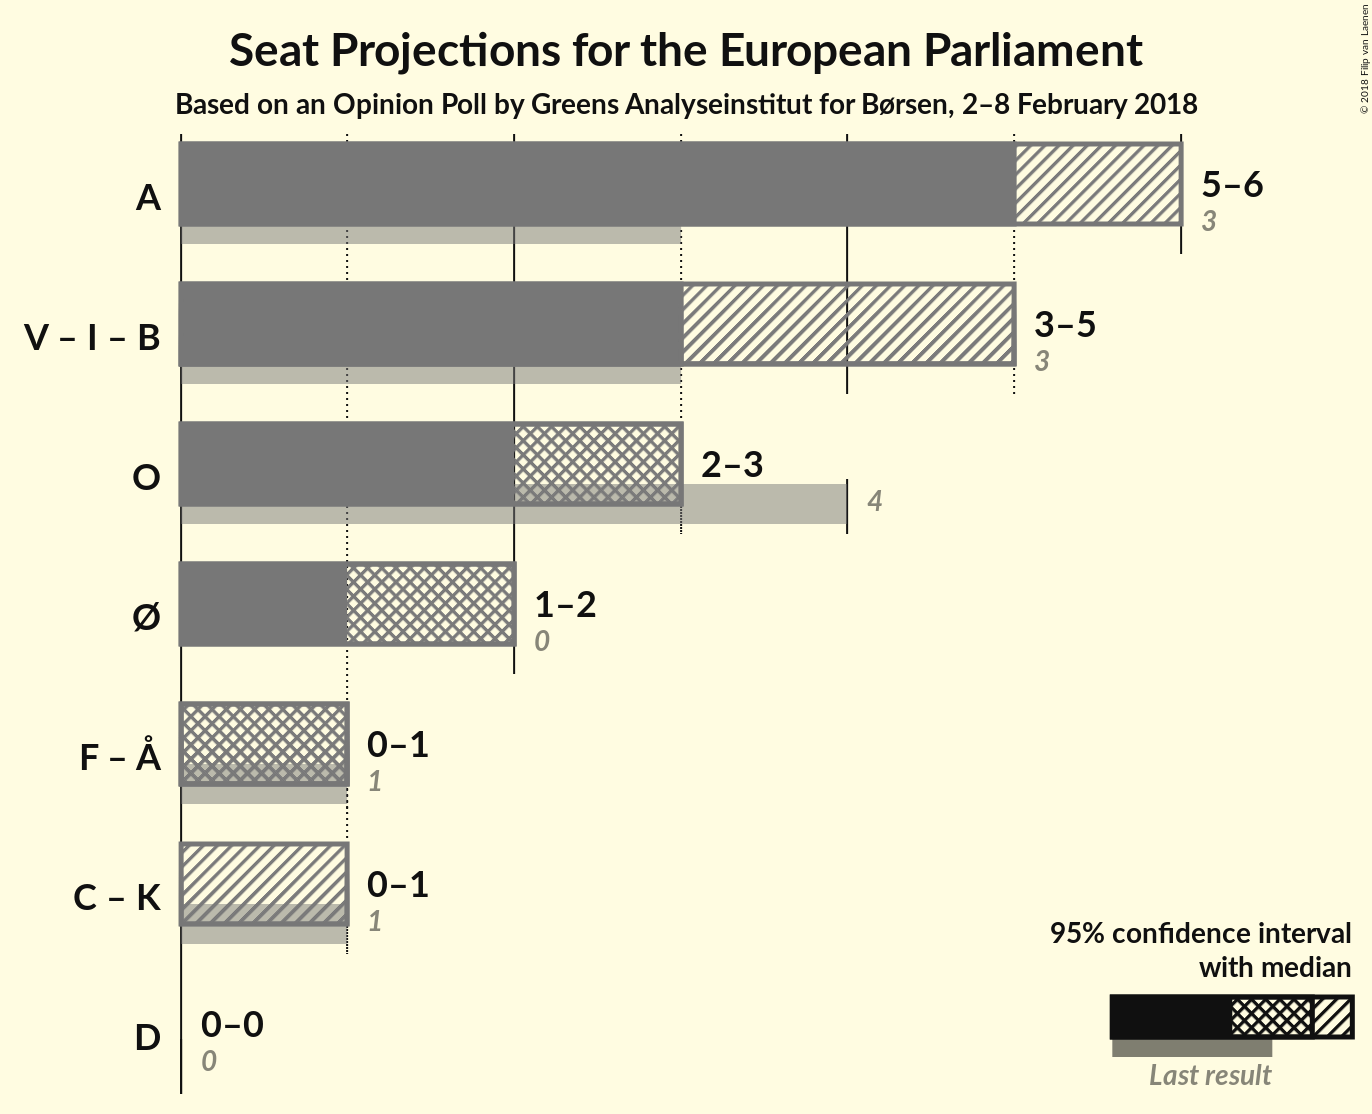 Seat Projections for the European Parliament
Based on an Opinion Poll by Greens Analyseinstitut for Børsen, 2–8 February 2018
© 2018 Filip van Laenen
A
5–6
3
V – I – B
3–5
3
O
2–3
4
Ø
1–2
0
F – Å
0–1
1
C – K
0–1
1
D
0–0
0
95% confidence interval
with median
Last result